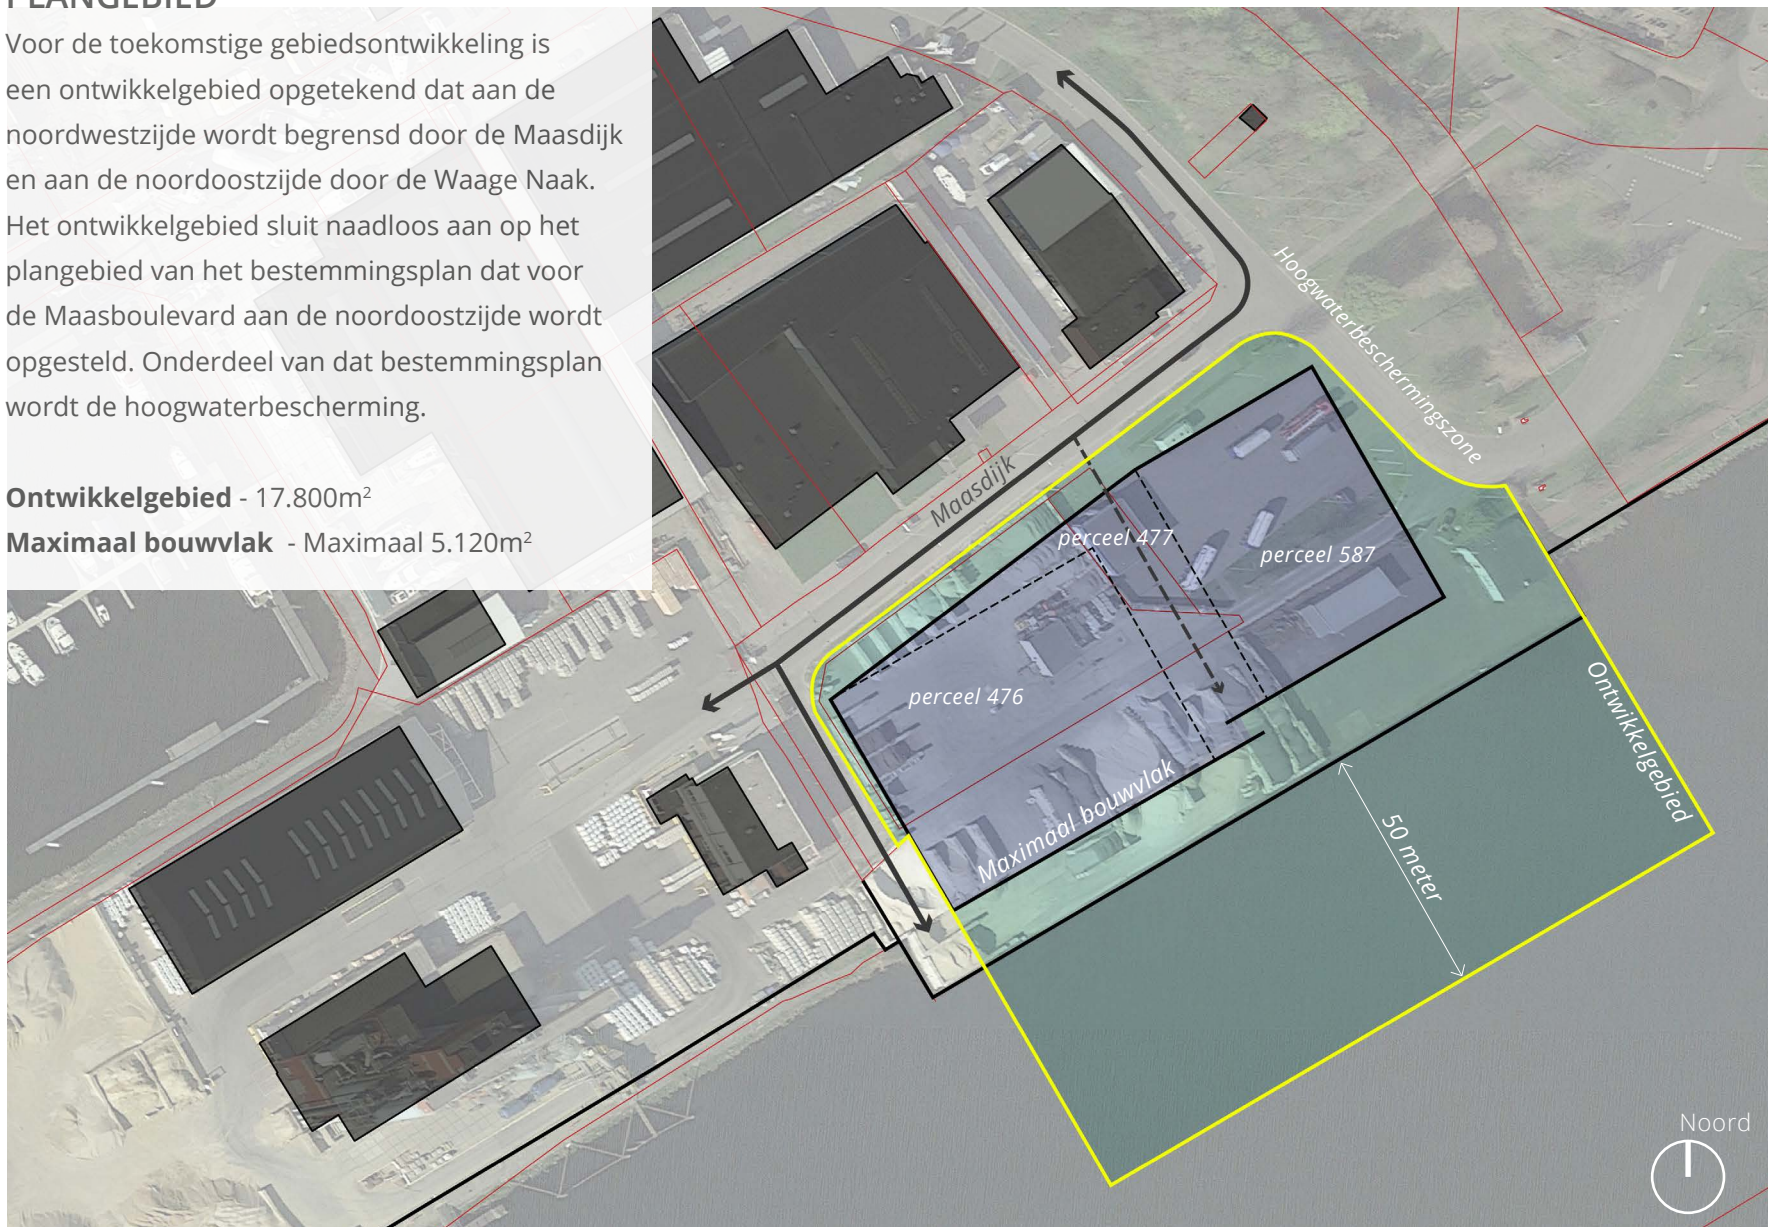 PLANGEBIED
Voor de toekomstige gebiedsontwikkeling is
een ontwikkelgebied opgetekend dat aan de
noordwestzijde wordt begrensd door de Maasdijk
en aan de noordoostzijde door de Waage Naak.
Het ontwikkelgebied sluit naadloos aan op het
plangebied van het bestemmingsplan dat voor
de Maasboulevard aan de noordoostzijde wordt
opgesteld. Onderdeel van dat bestemmingsplan
wordt de hoogwaterbescherming.
Ontwikkelgebied - 17.800m²
Maximaal bouwvlak - Maximaal 5.120m²
Hoogwaterbeschermingszone
Maasdijk
perceel 477
perceel 587
perceel 476
Maximaal bouwvlak
Ontwikkelgebied
50 meter
Noord